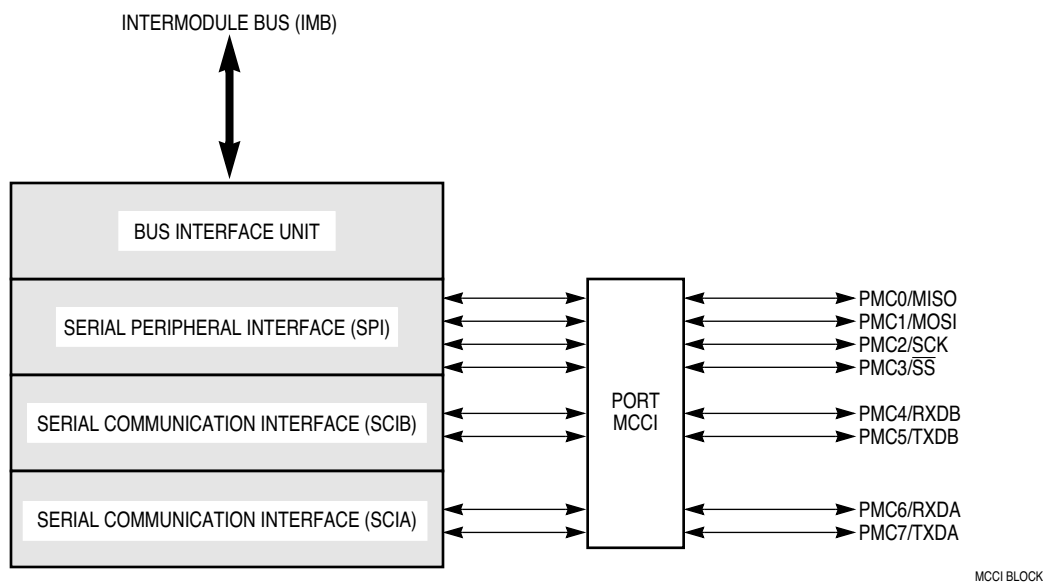 INTERMODULE BUS (IMB)
BUS INTERFACE UNIT
SERIAL PERIPHERAL INTERFACE (SPI)
SERIAL COMMUNICATION INTERFACE (SCIB)
SERIAL COMMUNICATION INTERFACE (SCIA)
PORT
MCCI
PMC0/MISO
PMC1/MOSI
PMC2/SCK
PMC3/S̅S̅
PMC4/RXDB
PMC5/TXDB
PMC6/RXDA
PMC7/TXDA
MCCI BLOCK